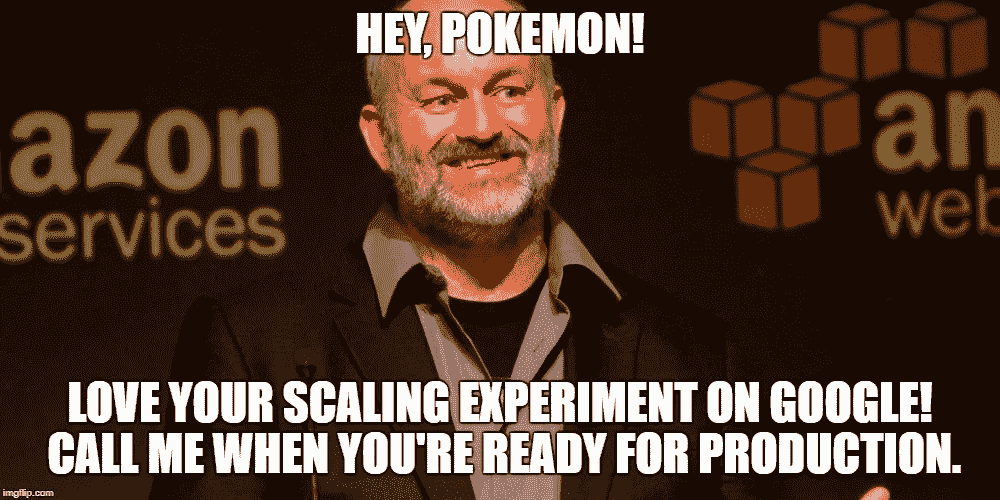 HEY, POKEMON!
azon
services
am
web
LOVE YOUR SCALING EXPERIMENT ON GOOGLE!
CALL ME WHEN YOU'RE READY FOR PRODUCTION.
imgflip.com